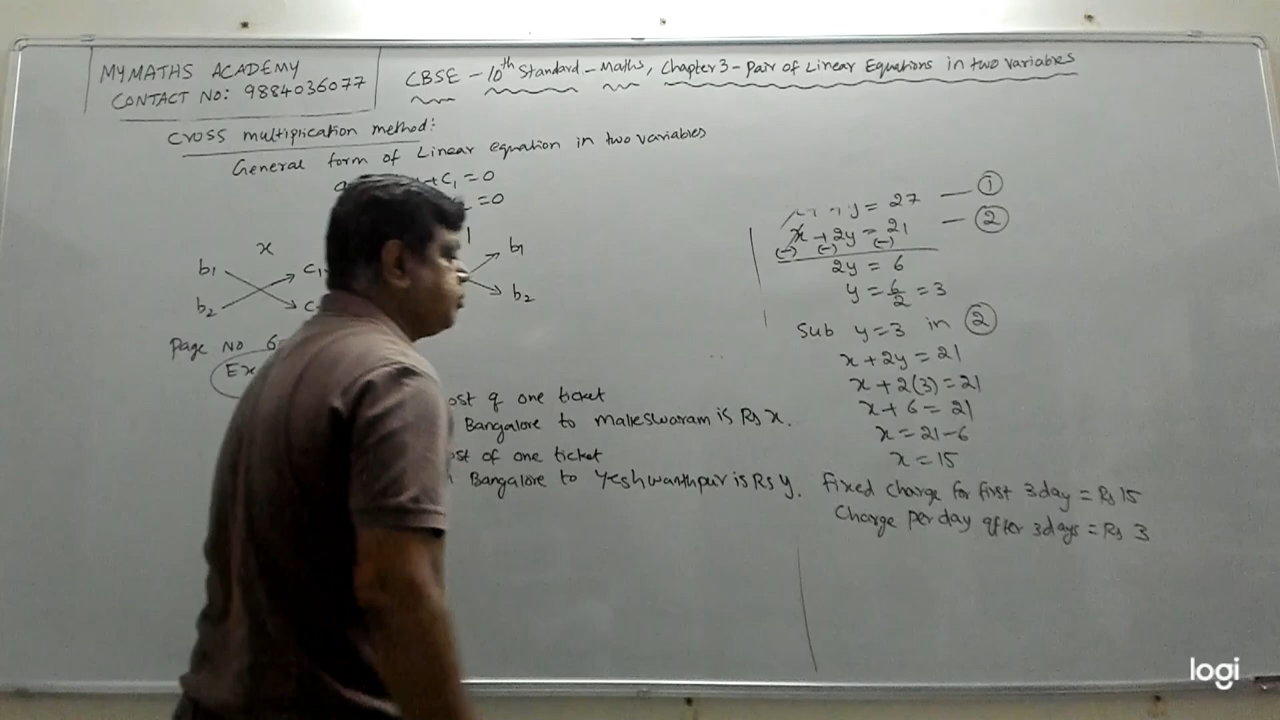 MYMATHS ACADEMY
CONTACT NO: 9884036077
CBSE - 10th Standard - Maths, Chapter 3 - Pair of Linear Equations in two variables
Cross multiplication method:
General form of Linear equation in two variables
+C1 = 0
= 0
x
1
b1
C1
b1
b2
b2
Page No 6
Ex
ost of one ticket
Bangalore to Malleswaram is Rs x.
ost of one ticket
Bangalore to Yeshwanthpur is Rs y.
y = 27 — ①
x + 2y = 21 — ②
(-) (-) (-)
2y = 6
y = 6/2 = 3
Sub y = 3 in ②
x + 2y = 21
x + 2(3) = 21
x + 6 = 21
x = 21 - 6
x = 15
Fixed charge for first 3 day = Rs 15
Charge per day after 3 days = Rs 3
logi